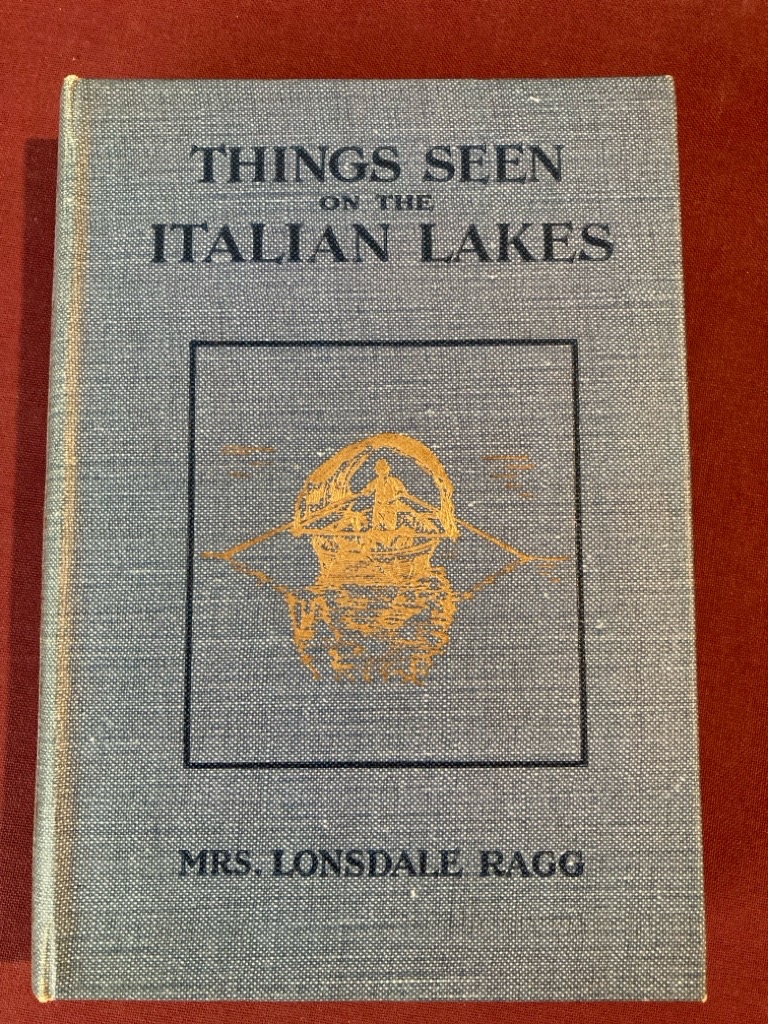 THINGS SEEN
ON THE
ITALIAN LAKES
MRS. LONSDALE RAGG